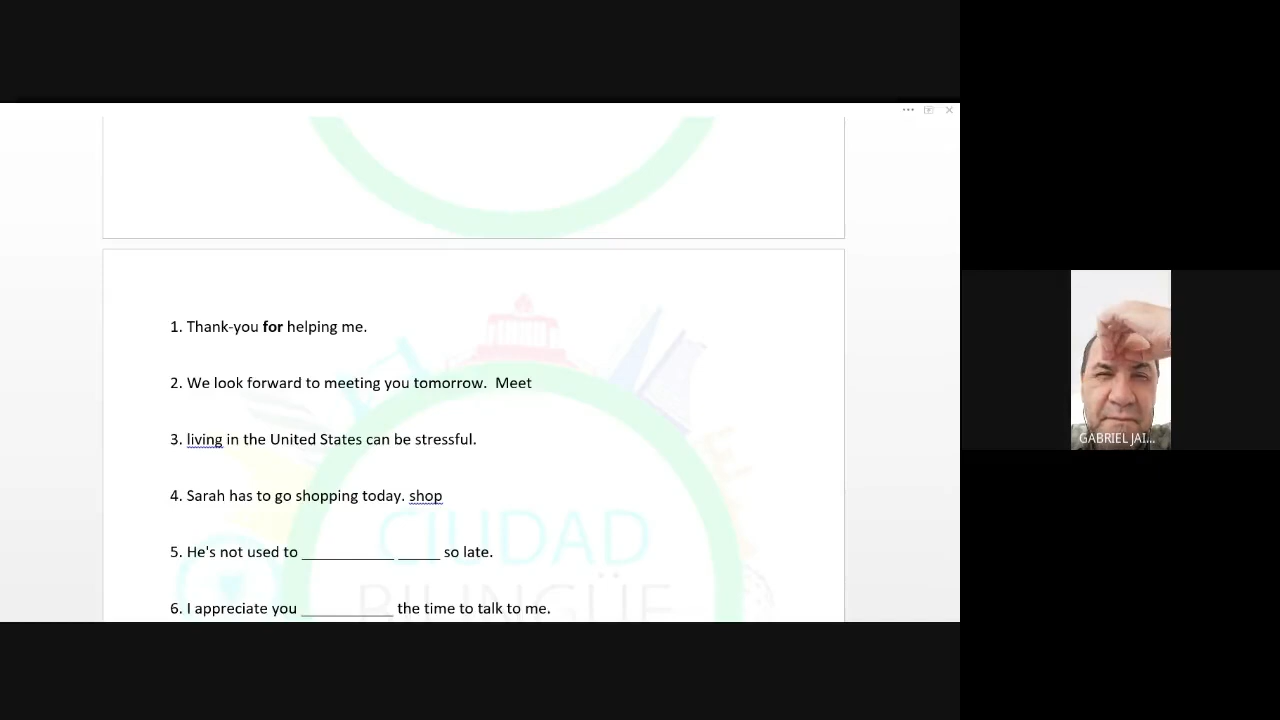 1. Thank-you for helping me.
2. We look forward to meeting you tomorrow.  Meet
3. living in the United States can be stressful.
4. Sarah has to go shopping today. shop
5. He's not used to ___________ _____ so late.
6. I appreciate you ___________ the time to talk to me.
CIUDAD
BILINGÜE
GABRIEL JAI...